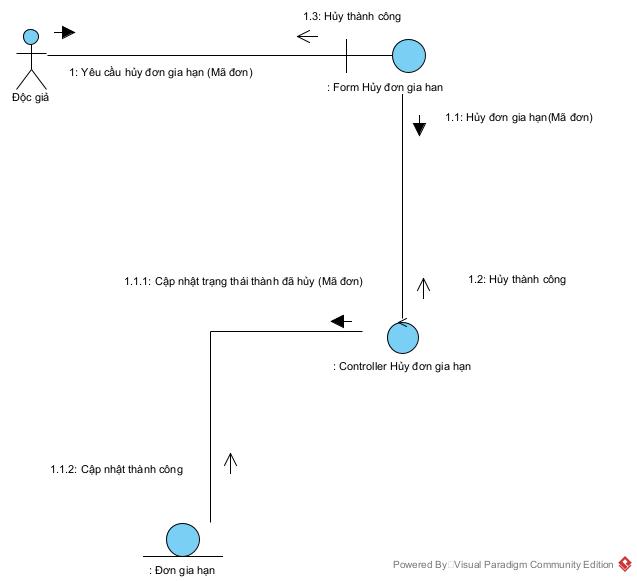 1.3: Hủy thành công
1: Yêu cầu hủy đơn gia hạn (Mã đơn)
Độc giả
: Form Hủy đơn gia han
1.1: Hủy đơn gia hạn(Mã đơn)
1.1.1: Cập nhật trạng thái thành đã hủy (Mã đơn)
1.2: Hủy thành công
: Controller Hủy đơn gia hạn
1.1.2: Cập nhật thành công
: Đơn gia hạn
Powered By Visual Paradigm Community Edition